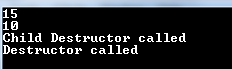 15
10
Child Destructor called
Destructor called